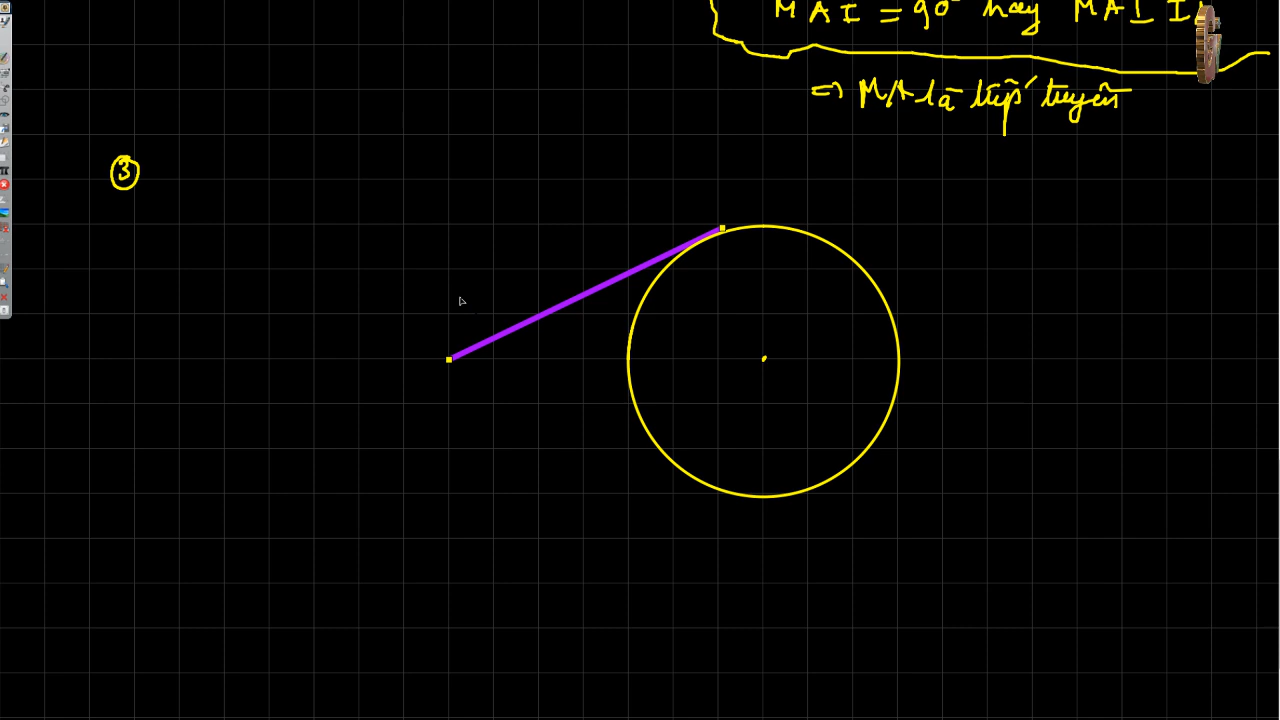 MAI = 90° hay MA⊥ I
=> MA là tiếp tuyến
③